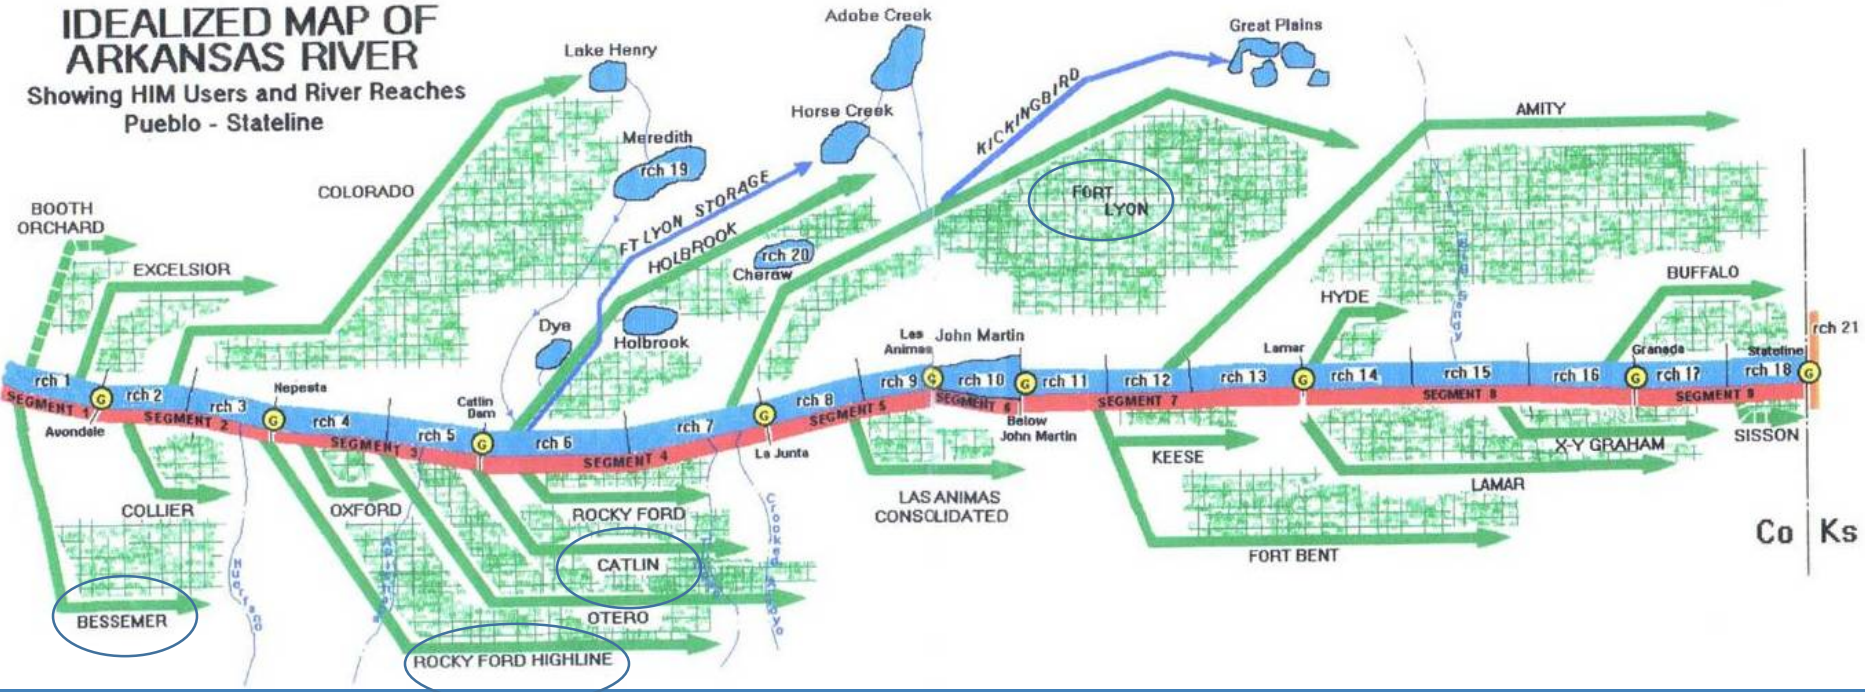 IDEALIZED MAP OF
ARKANSAS RIVER
Showing HIM Users and River Reaches
Pueblo - Stateline
Adobe Creek
Great Plains
Lake Henry
Horse Creek
KICKINGBIRD
AMITY
Meredith
rch 19
COLORADO
FT LYON STORAGE
FORT
LYON
BOOTH
ORCHARD
HOLBROOK
rch 20
Cheraw
EXCELSIOR
BUFFALO
HYDE
Dye
Holbrook
Las
Animas
John Martin
rch 21
Lamar
Granada
Stateline
rch 1
rch 2
rch 3
rch 4
rch 5
rch 6
rch 7
rch 8
rch 9
rch 10
rch 11
rch 12
rch 13
rch 14
rch 15
rch 16
rch 17
rch 18
G
G
G
G
G
G
G
G
G
SEGMENT 1
SEGMENT 2
SEGMENT 3
SEGMENT 4
SEGMENT 5
SEGMENT 6
SEGMENT 7
SEGMENT 8
SEGMENT 9
Avondale
Nepesta
Catlin
Dam
La Junta
Below
John Martin
KEESE
X-Y GRAHAM
SISSON
LAMAR
COLLIER
OXFORD
ROCKY FORD
LAS ANIMAS
CONSOLIDATED
Crooked Arroyo
Huerfano
CATLIN
FORT BENT
Co
Ks
BESSEMER
OTERO
ROCKY FORD HIGHLINE